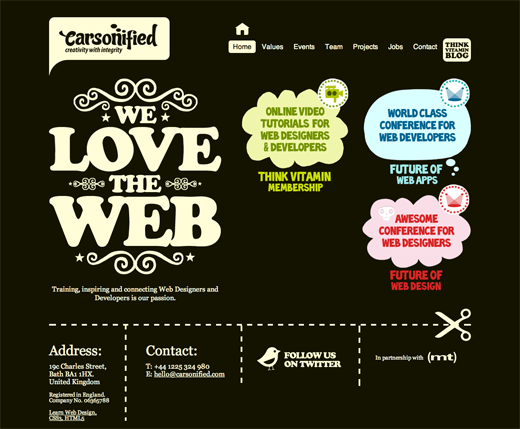 Carsonified
creativity with integrity
Home Values Events Team Projects Jobs Contact
THINK
VITAMIN
BLOG
WE
LOVE
THE
WEB
Training, inspiring and connecting Web Designers and
Developers is our passion.
ONLINE VIDEO
TUTORIALS FOR
WEB DESIGNERS
& DEVELOPERS
THINK VITAMIN
MEMBERSHIP
WORLD CLASS
CONFERENCE FOR
WEB DEVELOPERS
FUTURE OF
WEB APPS
AWESOME
CONFERENCE FOR
WEB DESIGNERS
FUTURE OF
WEB DESIGN
Address:
19c Charles Street,
Bath BA1 1HX.
United Kingdom
Registered in England.
Company No. 06365788
Learn Web Design,
CSS3, HTML5
Contact:
T: +44 1225 324 980
E: hello@carsonified.com
FOLLOW US
ON TWITTER
In partnership with (mt)